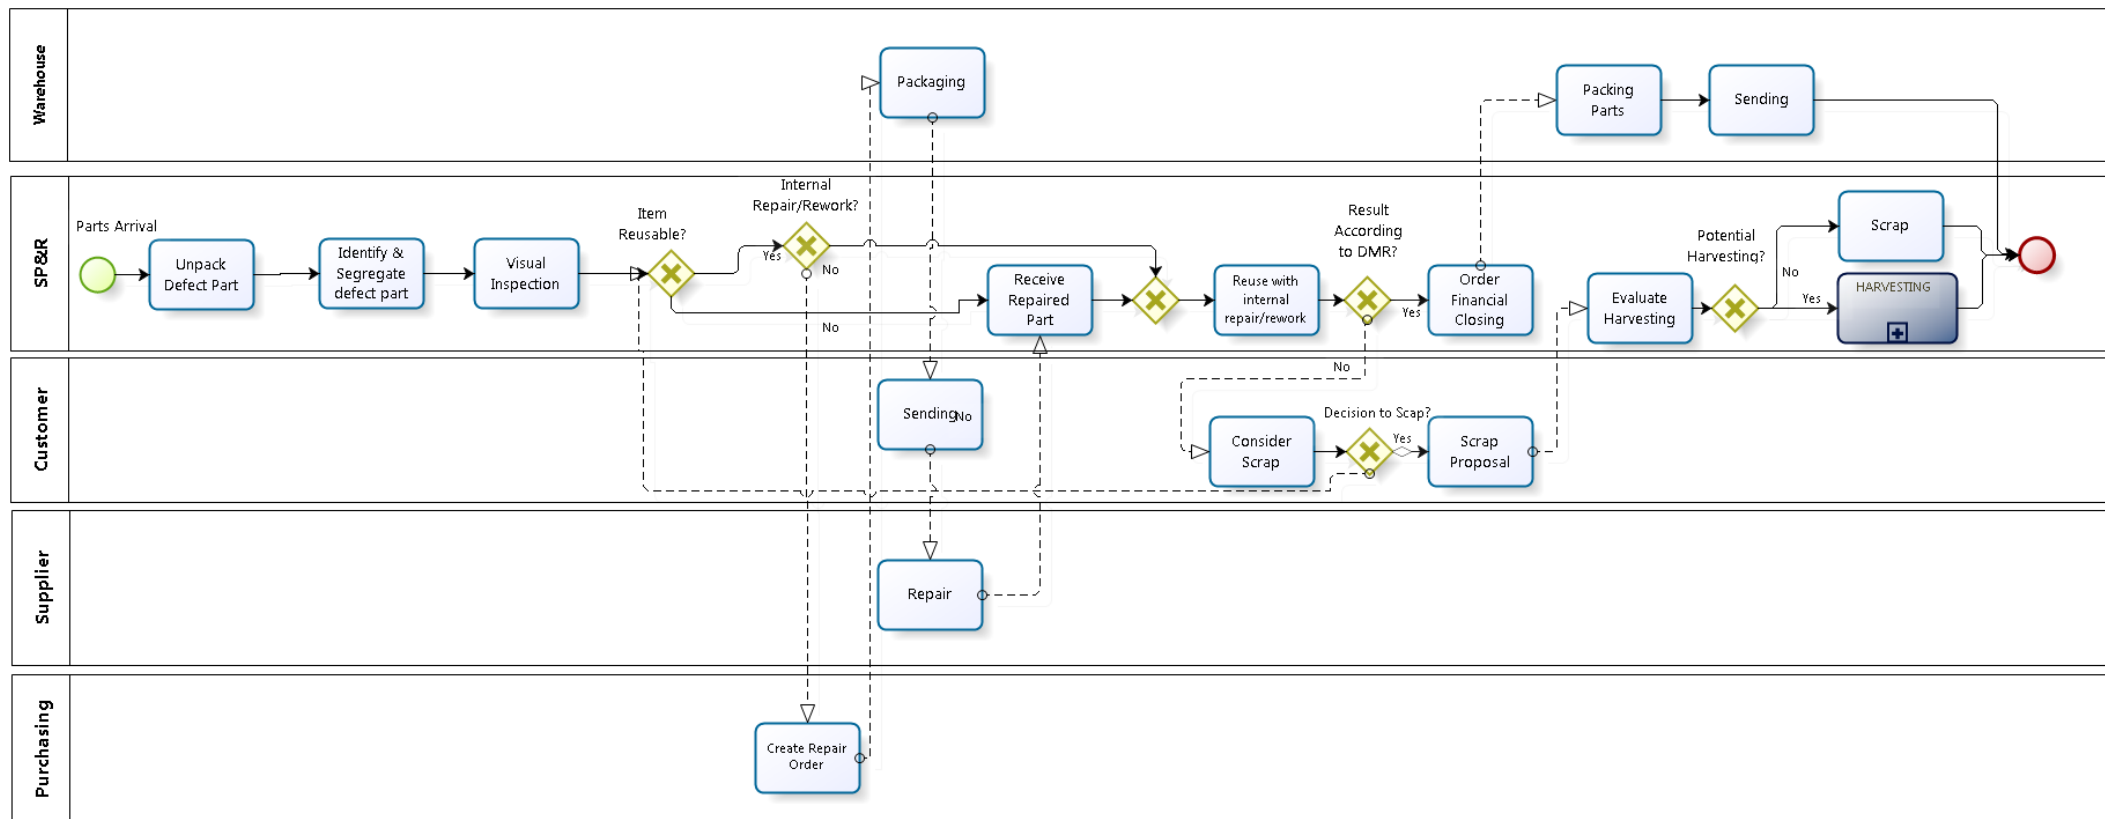 Warehouse
Packaging
Packing
Parts
Sending
SP&R
Parts Arrival
Unpack
Defect Part
Identify &
Segregate
defect part
Visual
Inspection
Item
Reusable?
Internal
Repair/Rework?
Yes
No
No
Receive
Repaired
Part
Reuse with
internal
repair/rework
Result
According
to DMR?
Yes
Order
Financial
Closing
Evaluate
Harvesting
Potential
Harvesting?
No
Yes
Scrap
HARVESTING
Customer
Sending
No
No
Consider
Scrap
Decision to Scap?
Yes
Scrap
Proposal
Supplier
Repair
Purchasing
Create Repair
Order